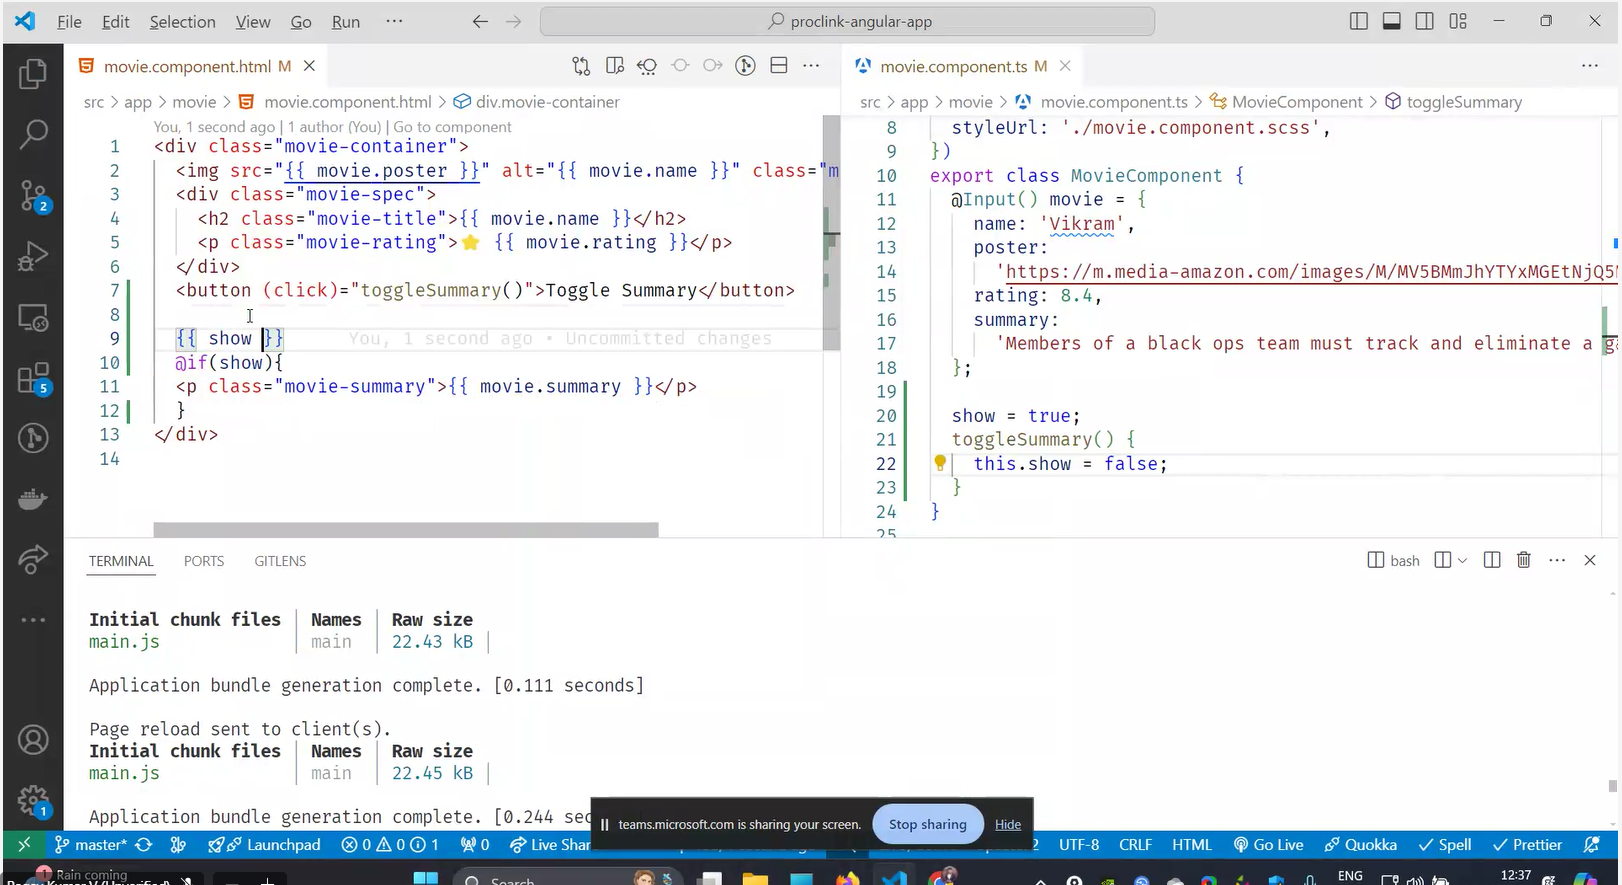 File Edit Selection View Go Run ··· proclink-angular-app
movie.component.html M
src > app > movie > movie.component.html > div.movie-container
You, 1 second ago | 1 author (You) | Go to component
1 <div class="movie-container">
2 <img src="{{ movie.poster }}" alt="{{ movie.name }}" class="m
3 <div class="movie-spec">
4 <h2 class="movie-title">{{ movie.name }}</h2>
5 <p class="movie-rating">⭐ {{ movie.rating }}</p>
6 </div>
7 <button (click)="toggleSummary()">Toggle Summary</button>
8
9 {{ show }} You, 1 second ago • Uncommitted changes
10 @if(show){
11 <p class="movie-summary">{{ movie.summary }}</p>
12 }
13 </div>
14
movie.component.ts M
src > app > movie > movie.component.ts > MovieComponent > toggleSummary
8 styleUrl: './movie.component.scss',
9 })
10 export class MovieComponent {
11 @Input() movie = {
12 name: 'Vikram',
13 poster:
14 'https://m.media-amazon.com/images/M/MV5BMmJhYTYxMGEtNjQ5N
15 rating: 8.4,
16 summary:
17 'Members of a black ops team must track and eliminate a ga
18 };
19
20 show = true;
21 toggleSummary() {
22 this.show = false;
23 }
24 }
25
2
5
1
TERMINAL PORTS GITLENS bash
Initial chunk files | Names | Raw size
main.js | main | 22.43 kB |
Application bundle generation complete. [0.111 seconds]
Page reload sent to client(s).
Initial chunk files | Names | Raw size
main.js | main | 22.45 kB |
Application bundle generation complete. [0.244 sec
teams.microsoft.com is sharing your screen. Stop sharing Hide
master* Launchpad 0 0 1 0 Live Shar UTF-8 CRLF HTML Go Live Quokka Spell Prettier
1 Rain coming
Search ENG 12:37